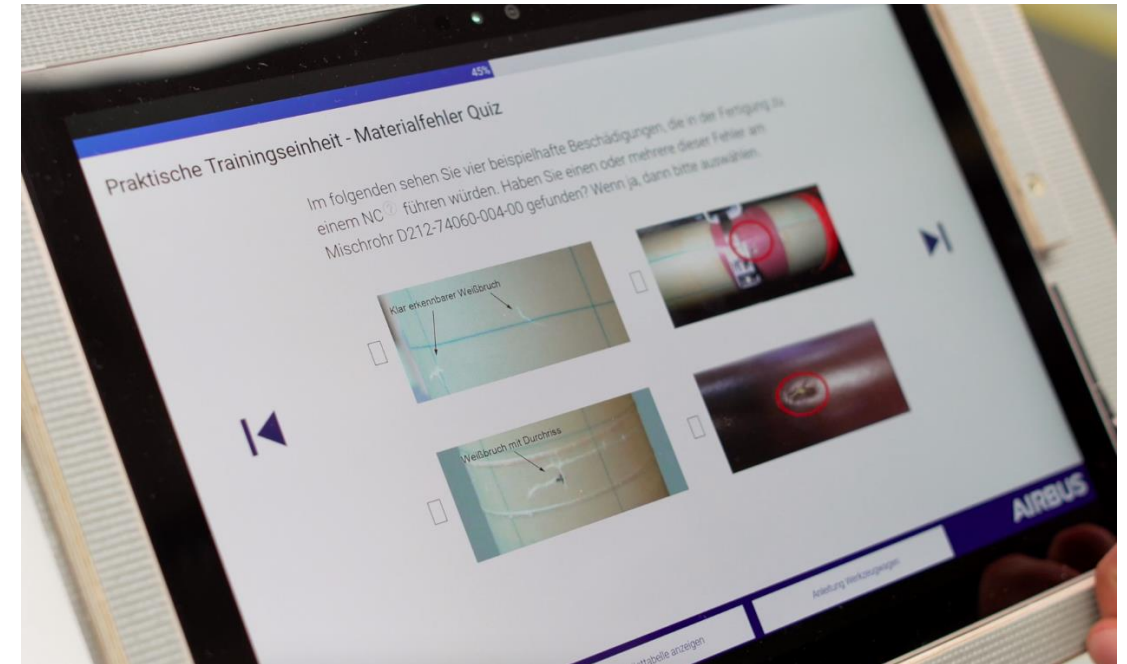 45%
Praktische Trainingseinheit - Materialfehler Quiz
Im folgenden sehen Sie vier beispielhafte Beschädigungen, die in der Fertigung zu
einem NC führen würden. Haben Sie einen oder mehrere dieser Fehler am
Mischrohr D212-74060-004-00 gefunden? Wenn ja, dann bitte auswählen.
Klar erkennbarer Weißbruch
Weißbruch mit Durchriss
AIRBUS
Anleitung Werkzeugwagen
anzeigen